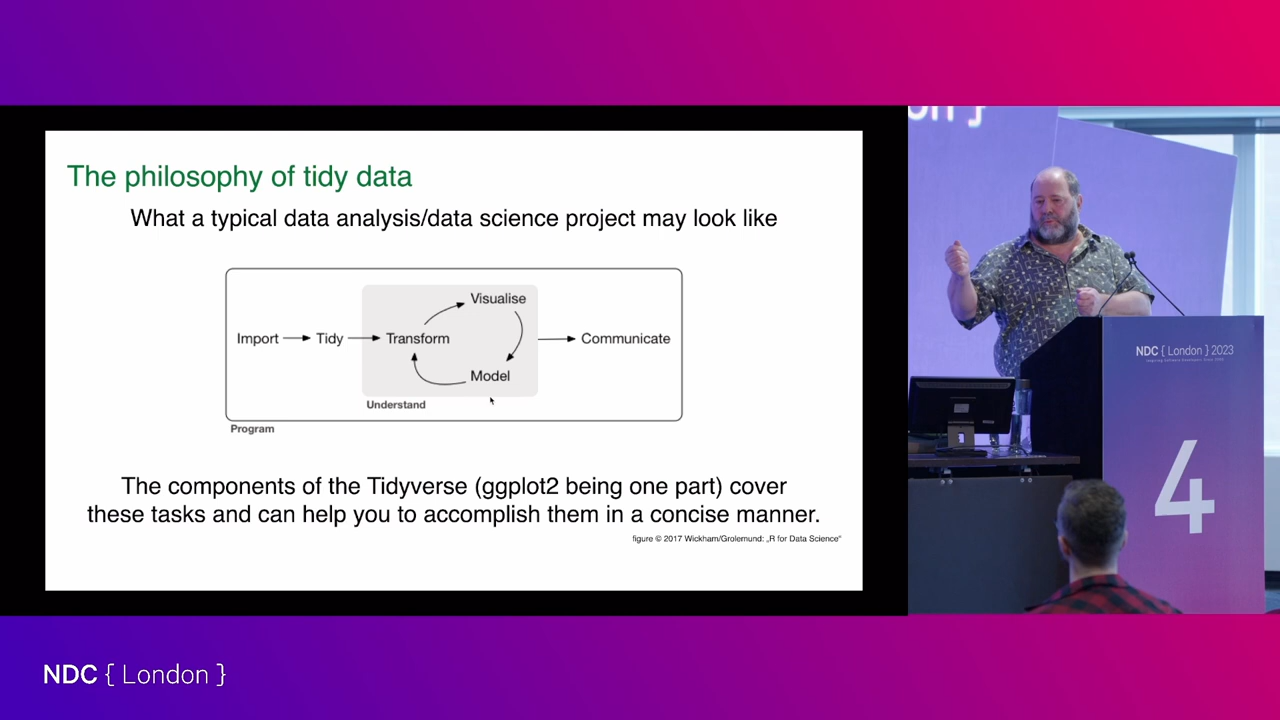 The philosophy of tidy data
What a typical data analysis/data science project may look like
Visualise
Import
Tidy
Transform
Communicate
Model
Understand
Program
The components of the Tidyverse (ggplot2 being one part) cover
these tasks and can help you to accomplish them in a concise manner.
figure © 2017 Wickham/Grolemund: „R for Data Science“
on }
NDC { London } 2023
4
NDC { London }